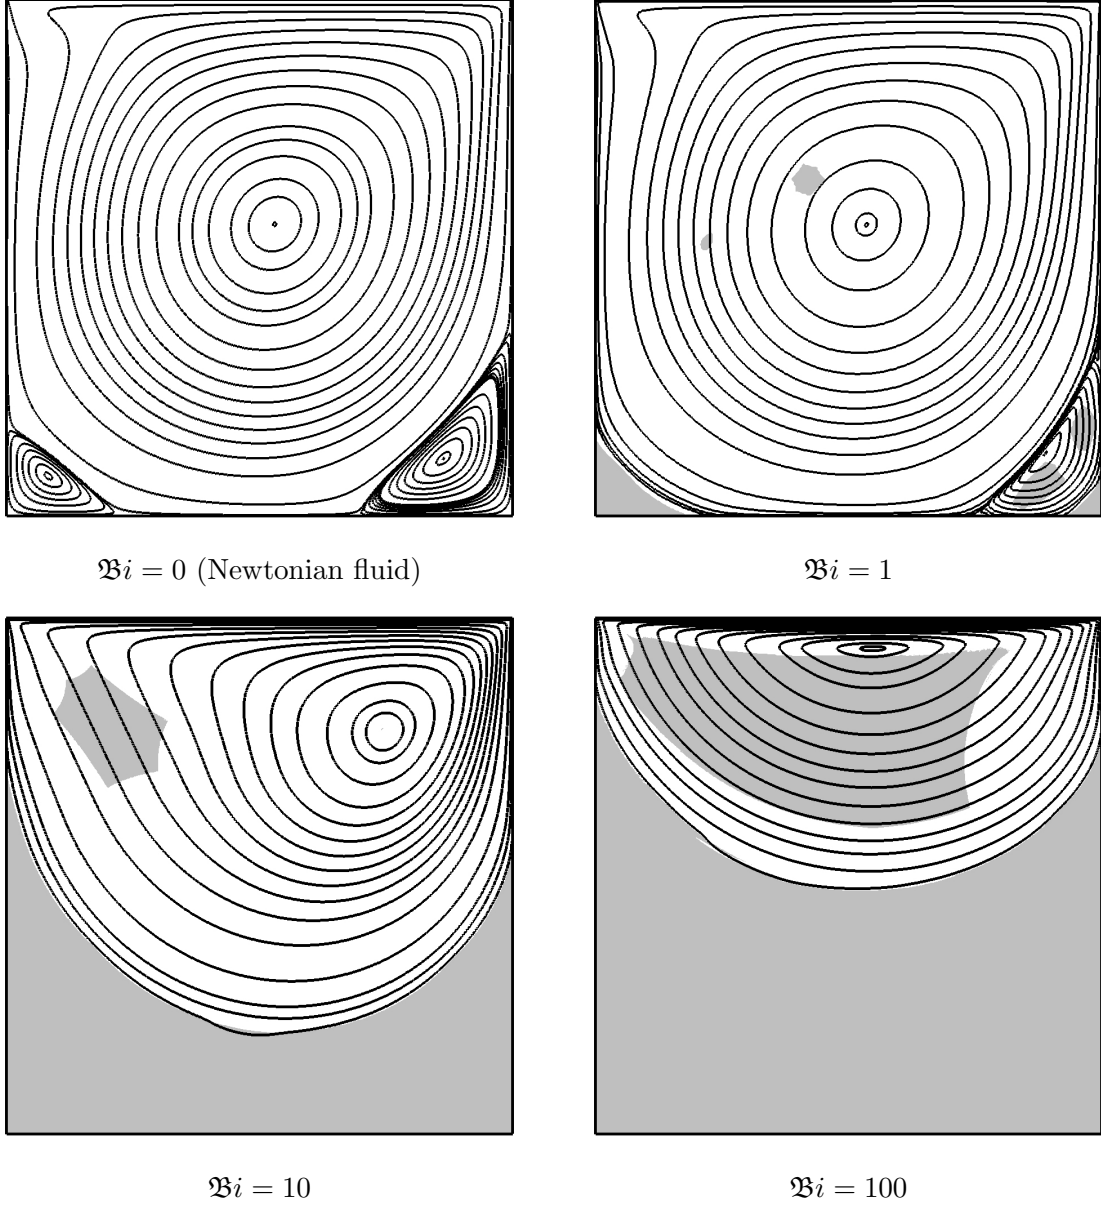 𝔅i = 0 (Newtonian fluid)
𝔅i = 1
𝔅i = 10
𝔅i = 100